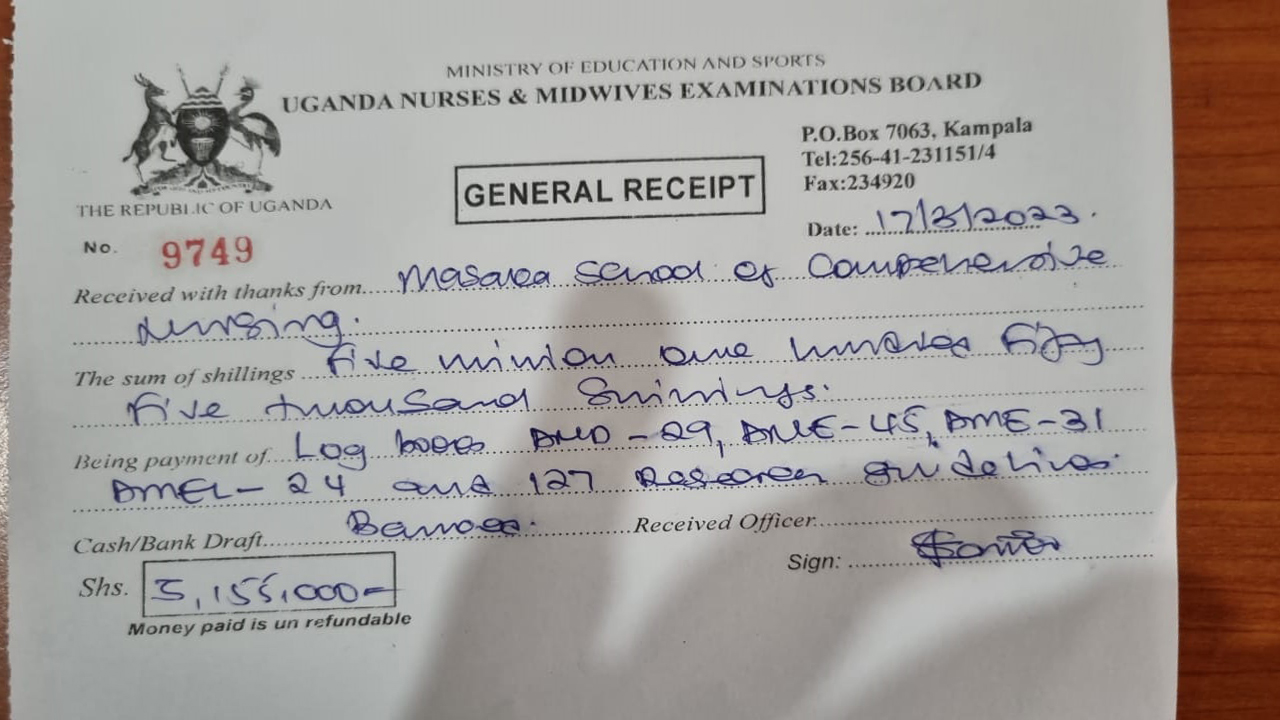 MINISTRY OF EDUCATION AND SPORTS
UGANDA NURSES & MIDWIVES EXAMINATIONS BOARD
P.O.Box 7063, Kampala
Tel:256-41-231151/4
Fax:234920
GENERAL RECEIPT
THE REPUBLIC OF UGANDA
Date: 17/3/2023.
No. 9749
Received with thanks from Masaka School of Comprehensive
Nursing.
The sum of shillings Five million one hundred fifty
five thousand Shillings.
Being payment of Log books DMD-29, DNE-45, DME-31
DMEL-24 and 127 Research guidelines.
Cash/Bank Draft Received Officer
Sign:
Shs. 5,155,000=
Money paid is un refundable